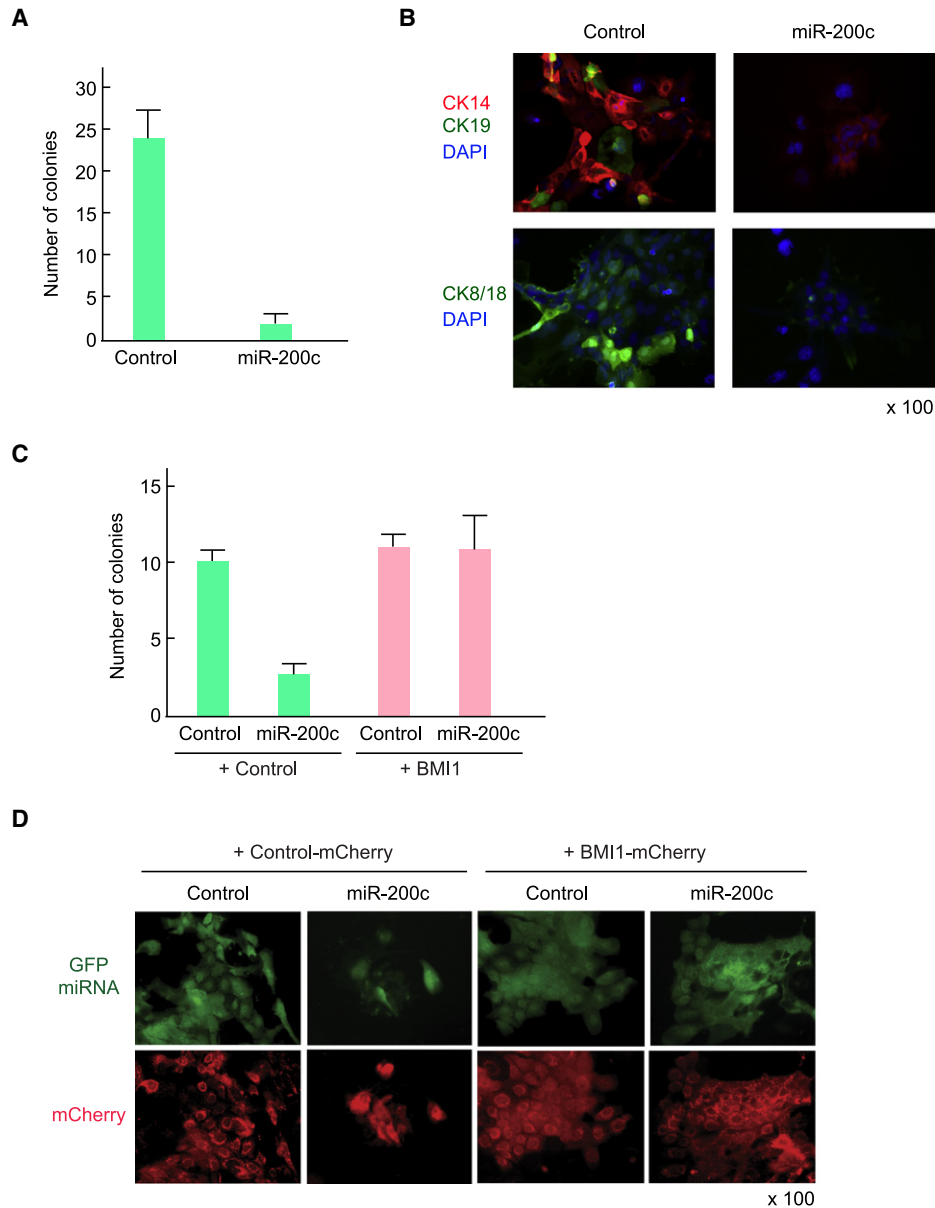 A
Number of colonies
30
25
20
15
10
5
0
Control
miR-200c
B
Control
miR-200c
CK14
CK19
DAPI
CK8/18
DAPI
x 100
C
Number of colonies
15
10
5
0
Control
miR-200c
Control
miR-200c
+ Control
+ BMI1
D
+ Control-mCherry
+ BMI1-mCherry
Control
miR-200c
Control
miR-200c
GFP
miRNA
mCherry
x 100